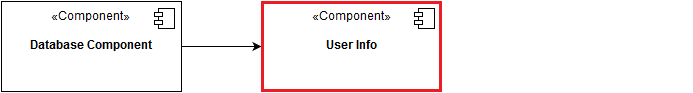 «Component»
Database Component
«Component»
User Info